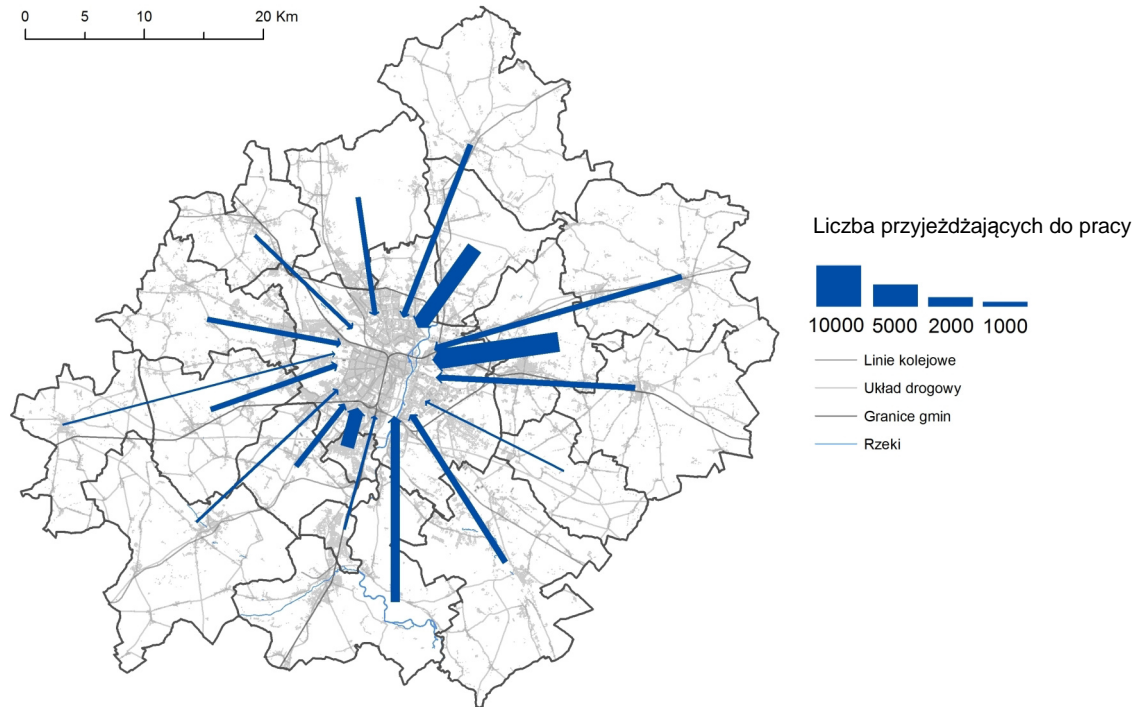 0 5 10 20 Km
Liczba przyjeżdżających do pracy
10000 5000 2000 1000
Linie kolejowe
Układ drogowy
Granice gmin
Rzeki